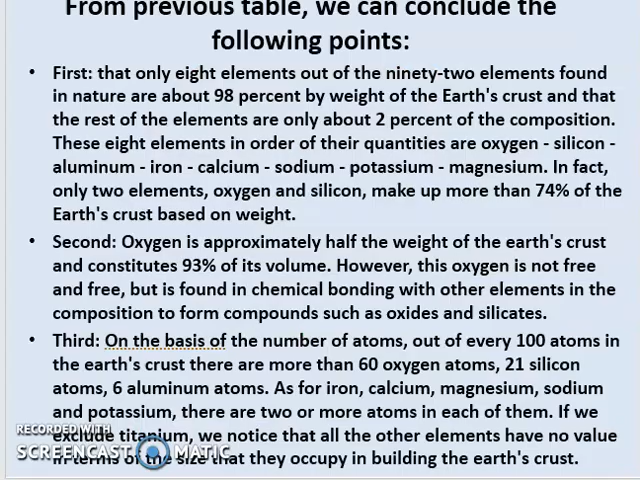 From previous table, we can conclude the
following points:
• First: that only eight elements out of the ninety-two elements found
in nature are about 98 percent by weight of the Earth's crust and that
the rest of the elements are only about 2 percent of the composition.
These eight elements in order of their quantities are oxygen - silicon -
aluminum - iron - calcium - sodium - potassium - magnesium. In fact,
only two elements, oxygen and silicon, make up more than 74% of the
Earth's crust based on weight.
• Second: Oxygen is approximately half the weight of the earth's crust
and constitutes 93% of its volume. However, this oxygen is not free
and free, but is found in chemical bonding with other elements in the
composition to form compounds such as oxides and silicates.
• Third: On the basis of the number of atoms, out of every 100 atoms in
the earth's crust there are more than 60 oxygen atoms, 21 silicon
atoms, 6 aluminum atoms. As for iron, calcium, magnesium, sodium
and potassium, there are two or more atoms in each of them. If we
RECORDED WITH
exclude titanium, we notice that all the other elements have no value
SCREENCAST MATIC
in terms of the size that they occupy in building the earth's crust.